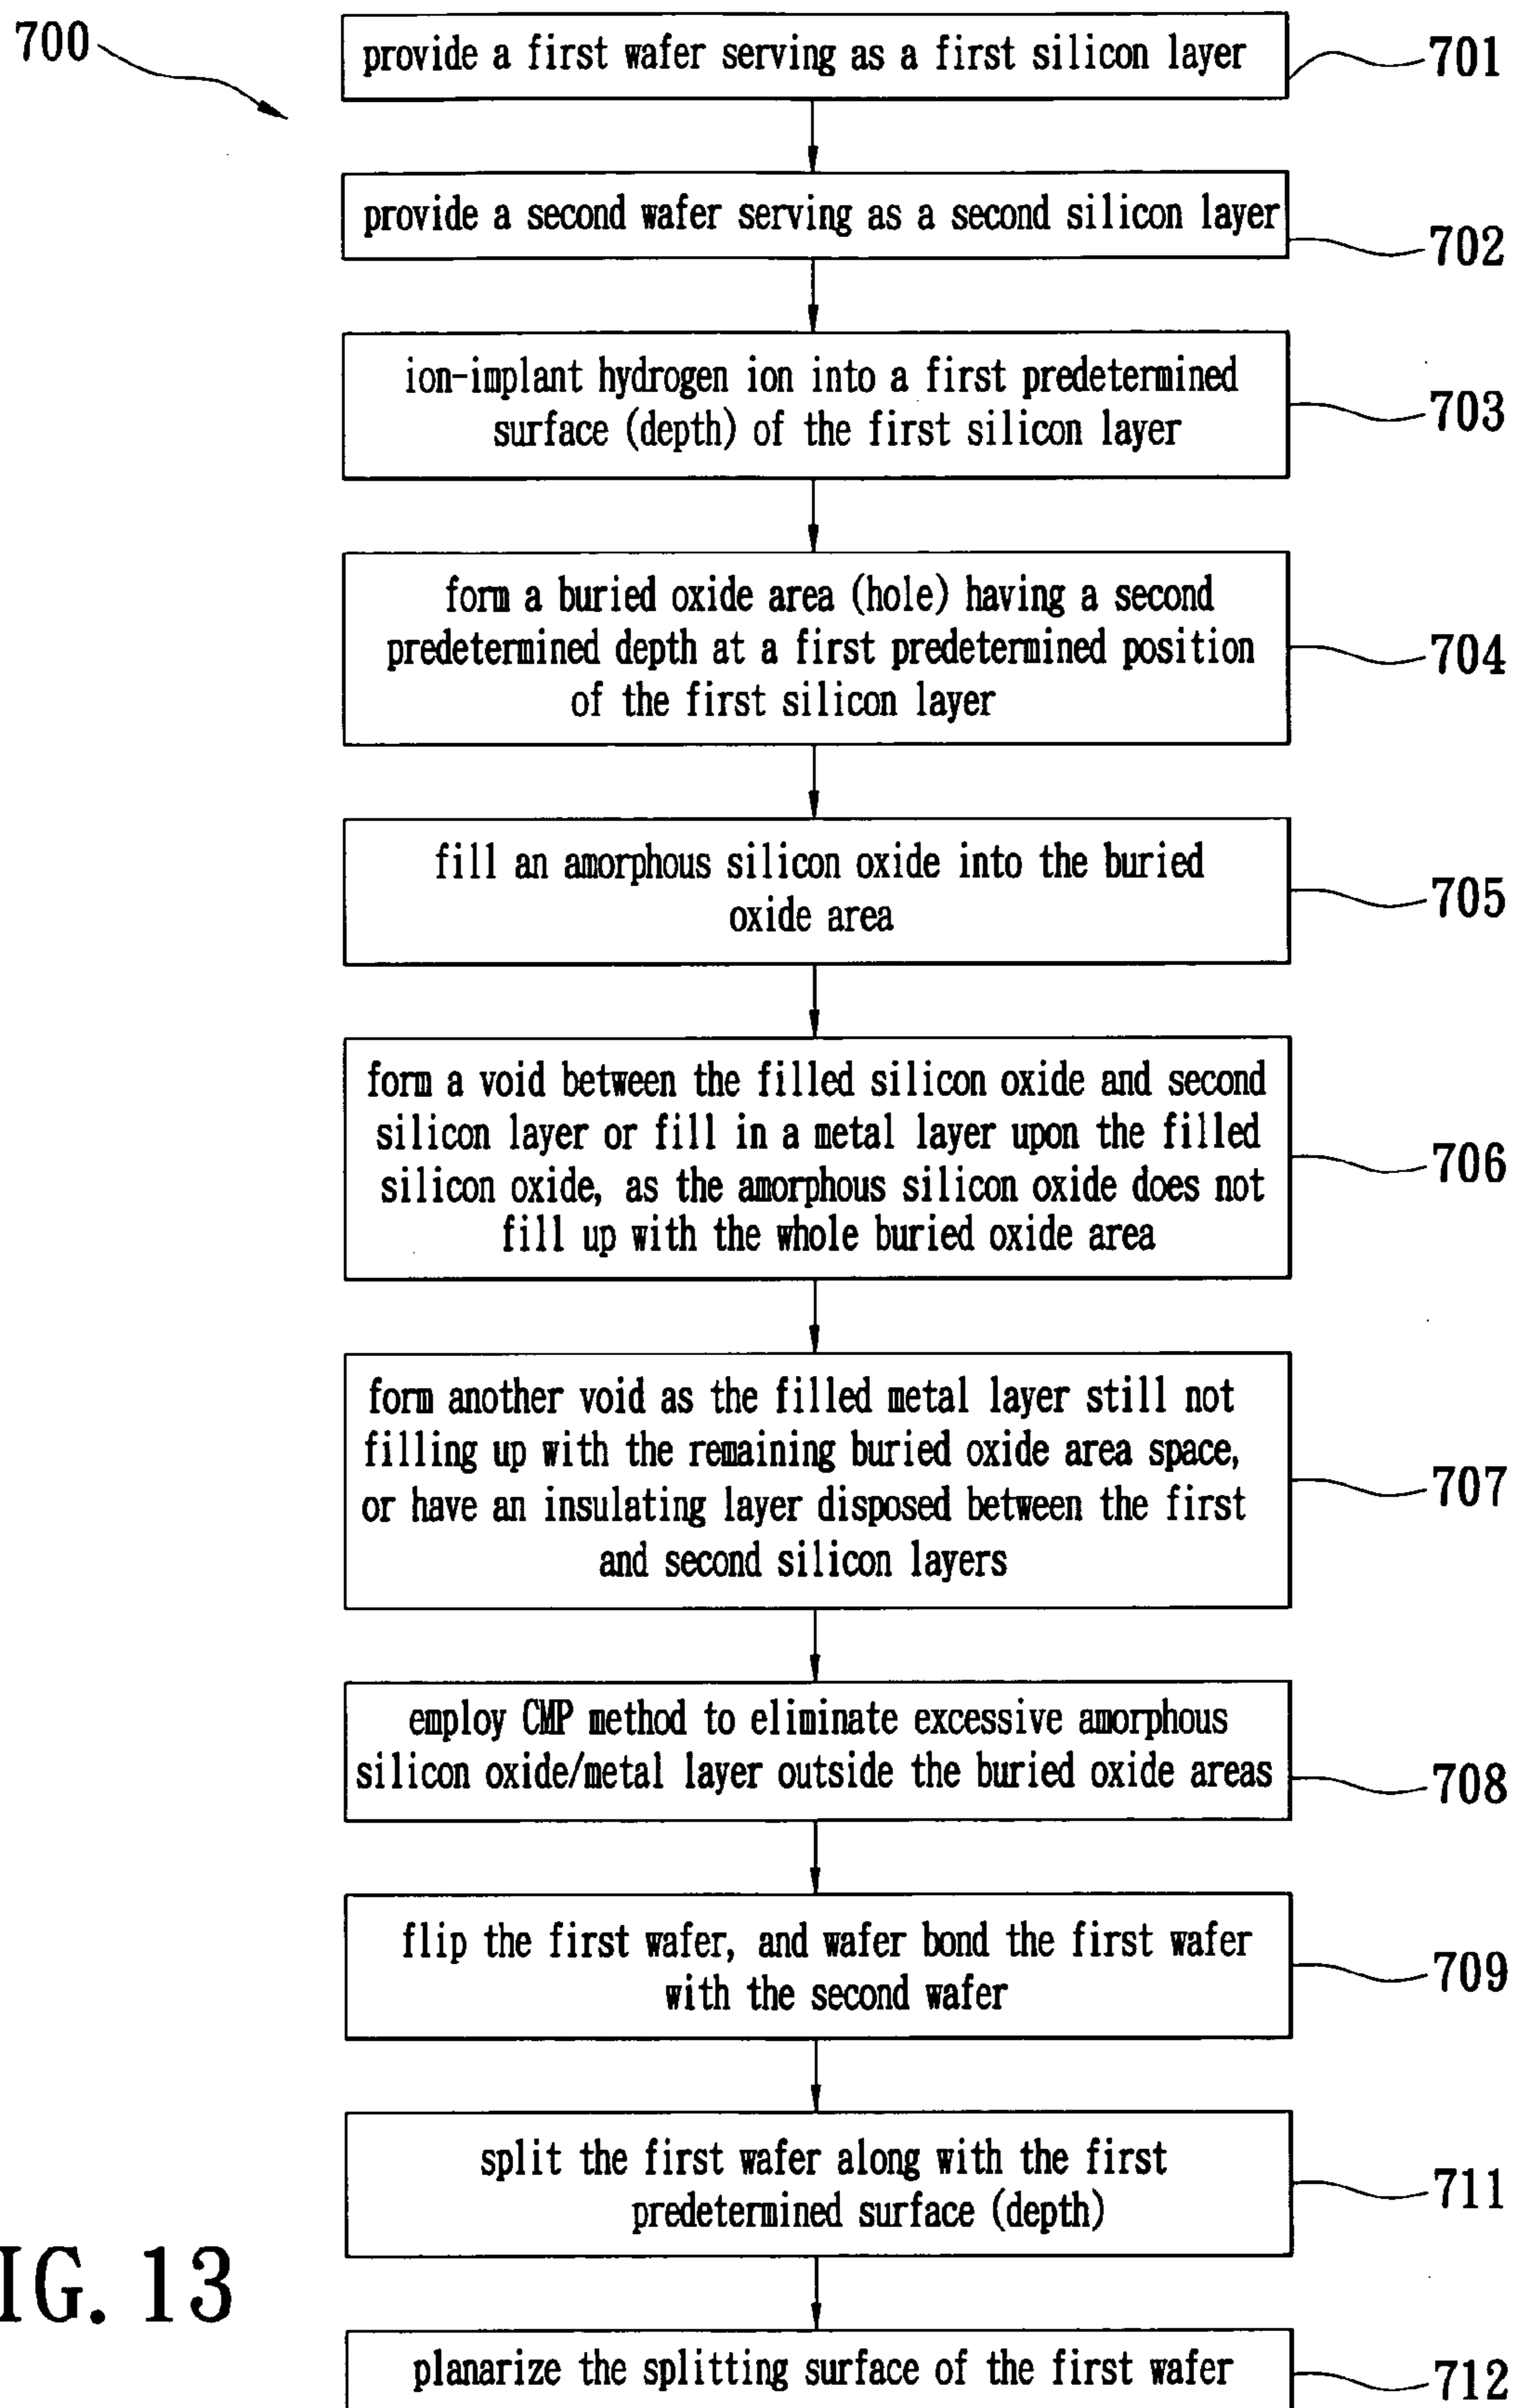 700
provide a first wafer serving as a first silicon layer
701
provide a second wafer serving as a second silicon layer
702
ion-implant hydrogen ion into a first predetermined
surface (depth) of the first silicon layer
703
form a buried oxide area (hole) having a second
predetermined depth at a first predetermined position
of the first silicon layer
704
fill an amorphous silicon oxide into the buried
oxide area
705
form a void between the filled silicon oxide and second
silicon layer or fill in a metal layer upon the filled
silicon oxide, as the amorphous silicon oxide does not
fill up with the whole buried oxide area
706
form another void as the filled metal layer still not
filling up with the remaining buried oxide area space,
or have an insulating layer disposed between the first
and second silicon layers
707
employ CMP method to eliminate excessive amorphous
silicon oxide/metal layer outside the buried oxide areas
708
flip the first wafer, and wafer bond the first wafer
with the second wafer
709
split the first wafer along with the first
predetermined surface (depth)
711
planarize the splitting surface of the first wafer
712
IG. 13